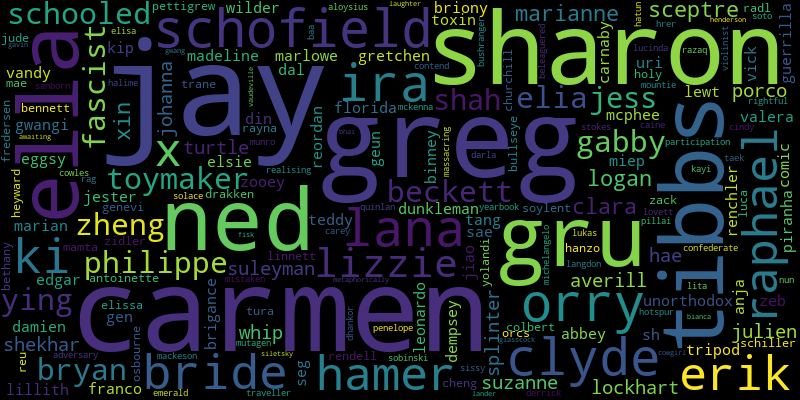 schooled
pettigrew
wilder
aloysius
laughter
briony
toxin
marianne
sceptre
radl
soto
hatun
henderson
jude
gavin
elisa
gwang
baa
hrer
guerrilla
schofield
sharon
kip
madeline
marlowe
gretchen
dal
trane
vandy
mae
sanborn
bennett
gwangi
fredersen
eggsy
fascist
ella
xin
johanna
jay
halime
x
din
rayna
turtle
elsie
vaudeville
ira
florida
shah
elia
jess
churchill
bushranger
contend
carnaby
lucinda
uri
holy
mountie
vick
violinist
razaq
beleaguered
lewt
porco
rightful
mcphee
valera
stokes
caine
cindy
participation
gabby
miep
taek
kayi
tibbs
raphael
comic
piranha
luca
pillai
lovett
zack
renchler
logan
clara
lukas
hanzo
langdon
michelangelo
gru
greg
munro
bhai
geun
reordan
binney
massacring
mckenna
darla
bullseye
realising
beckett
soylent
tang
sae
yolandi
jiao
dunkleman
yearbook
quinlan
carey
teddy
lana
lizzie
linnett
suleyman
ned
fisk
solace
zooey
drakken
genevi
jester
toymaker
rag
cowles
awaiting
heyward
marian
zheng
zidler
mamta
philippe
ki
bethany
edgar
antoinette
ying
carmen
elissa
gen
damien
shekhar
reu
adversary
lillith
franco
bryan
osbourne
mackeson
emerald
bride
brigance
tura
whip
mutagen
siletsky
traveller
seg
rendell
dhankor
mistaken
metaphorically
penelope
sobinski
hamer
leonardo
dempsey
cheng
sissy
lander
splinter
glasscock
orcs
colbert
suzanne
derrick
orry
averill
abbey
clyde
hae
unorthodox
sh
lockhart
erik
tripod
cowgirl
bianca
lita
hotspur
anja
confederate
zeb
nun
julien
schiller